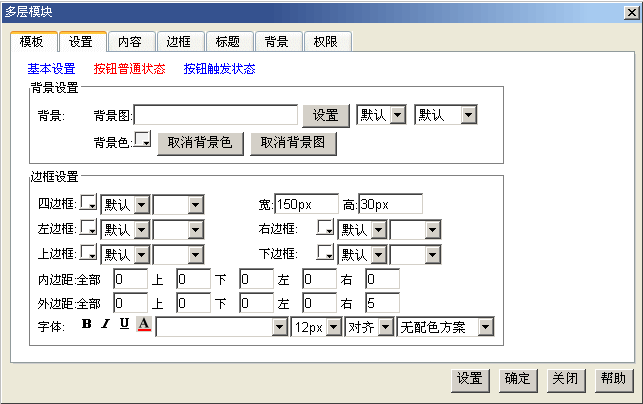 多层模块
模板 设置 内容 边框 标题 背景 权限
基本设置 按钮普通状态 按钮触发状态
背景设置
背景: 背景图: 设置 默认 默认
背景色: 取消背景色 取消背景图
边框设置
四边框: 默认 宽: 150px 高: 30px
左边框: 默认 右边框: 默认
上边框: 默认 下边框: 默认
内边距:全部 0 上 0 下 0 左 0 右 0
外边距:全部 0 上 0 下 0 左 0 右 5
字体: B I U A 12px 对齐 无配色方案
设置 确定 关闭 帮助